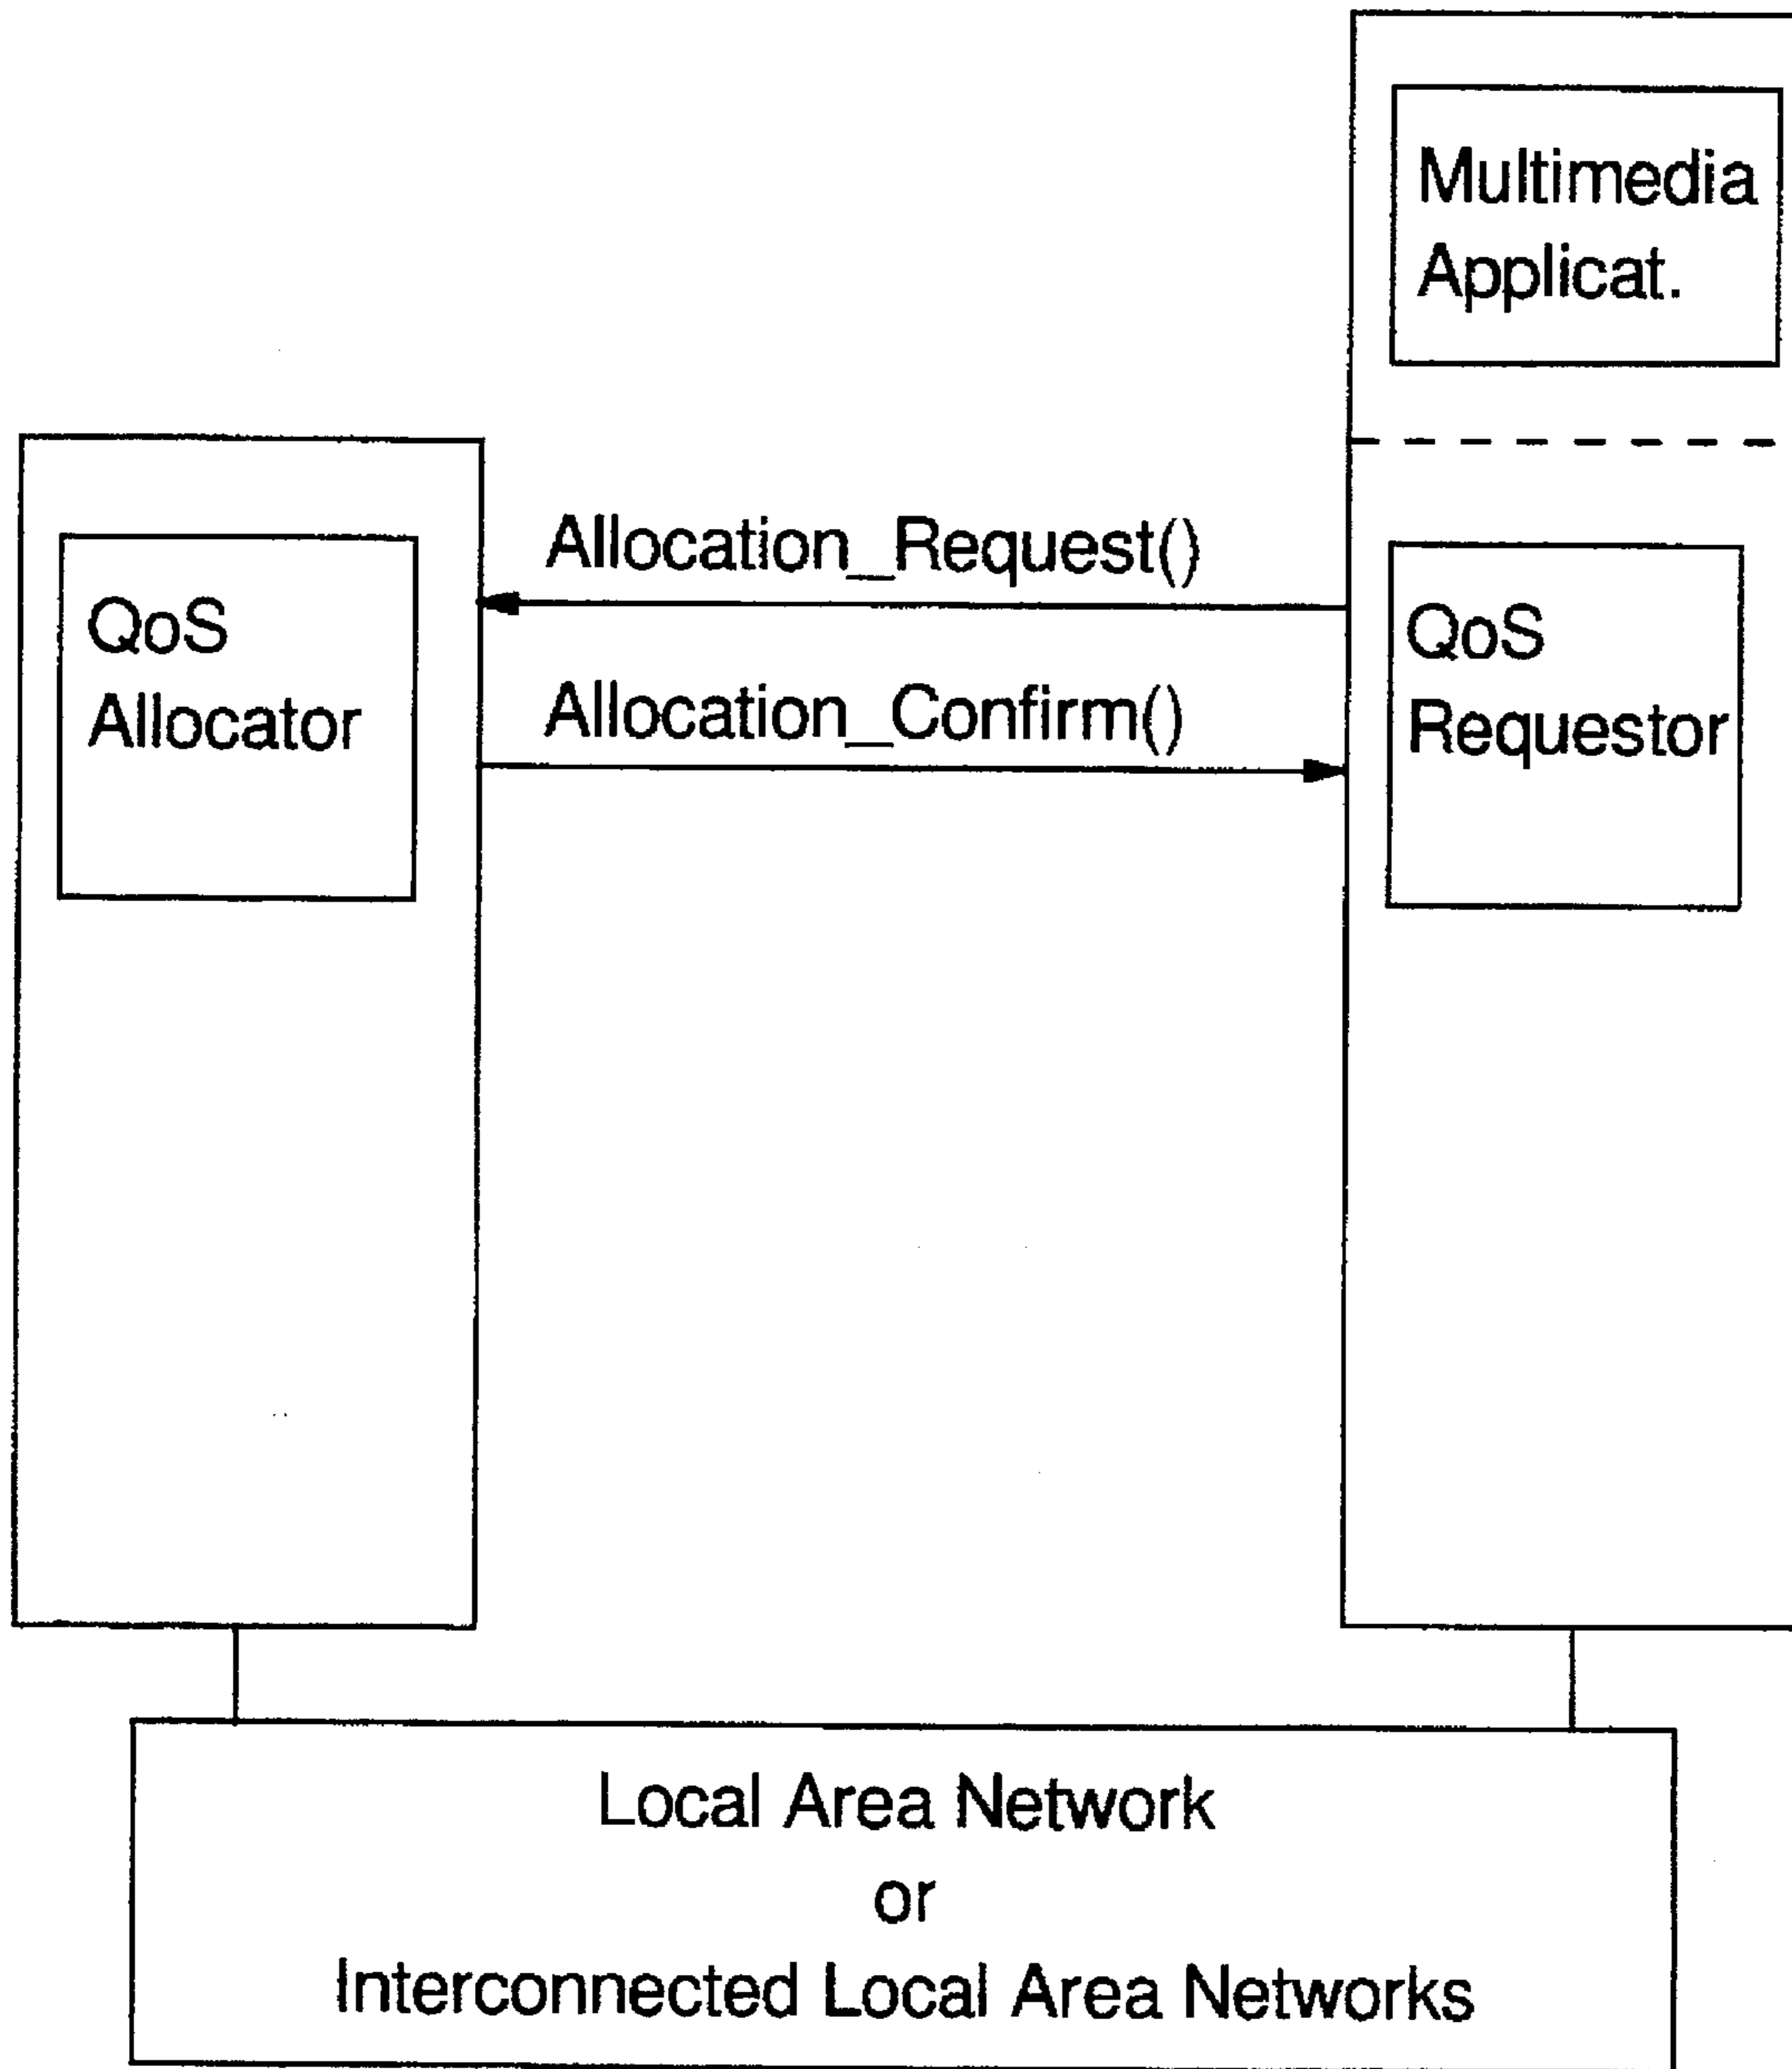 Multimedia
Applicat.
Allocation_Request()
QoS
Allocator
Allocation_Confirm()
QoS
Requestor
Local Area Network
or
Interconnected Local Area Networks